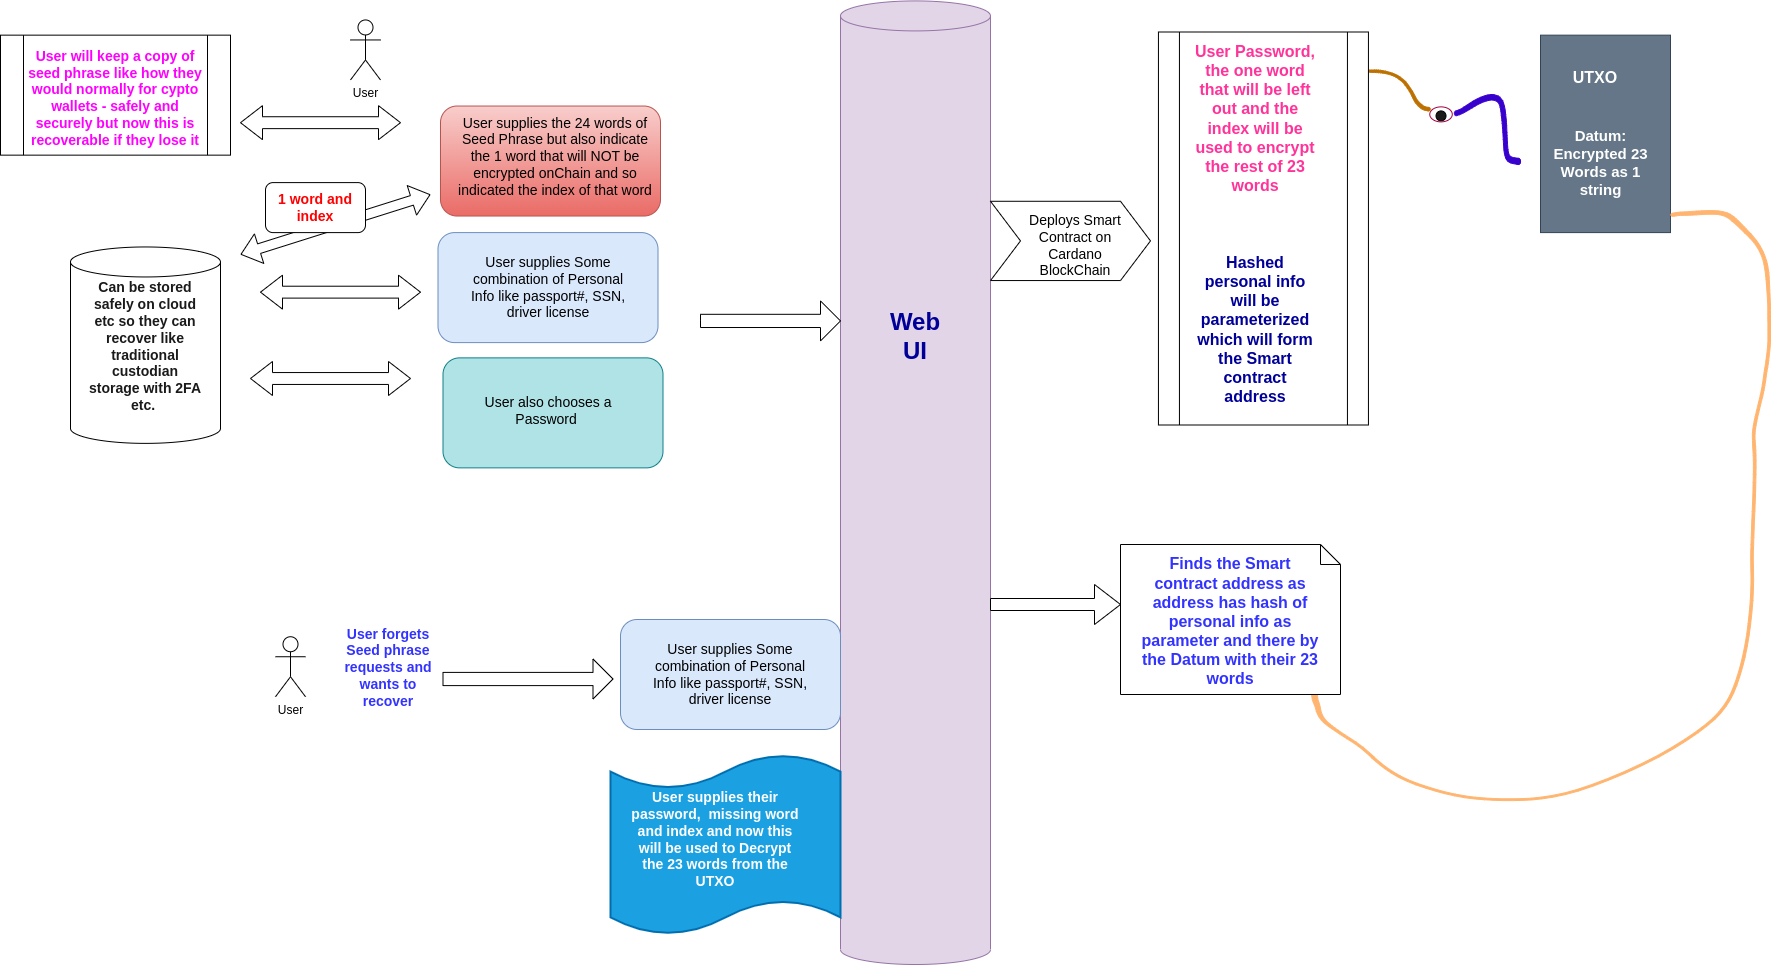 User will keep a copy of
seed phrase like how they
would normally for cypto
wallets - safely and
securely but now this is
recoverable if they lose it
User
User supplies the 24 words of
Seed Phrase but also indicate
the 1 word that will NOT be
encrypted onChain and so
indicated the index of that word
1 word and
index
Can be stored
safely on cloud
etc so they can
recover like
traditional
custodian
storage with 2FA
etc.
User supplies Some
combination of Personal
Info like passport#, SSN,
driver license
User also chooses a
Password
Web
UI
Deploys Smart
Contract on
Cardano
BlockChain
User Password,
the one word
that will be left
out and the
index will be
used to encrypt
the rest of 23
words
Hashed
personal info
will be
parameterized
which will form
the Smart
contract
address
UTXO
Datum:
Encrypted 23
Words as 1
string
User
User forgets
Seed phrase
requests and
wants to
recover
User supplies Some
combination of Personal
Info like passport#, SSN,
driver license
User supplies their
password, missing word
and index and now this
will be used to Decrypt
the 23 words from the
UTXO
Finds the Smart
contract address as
address has hash of
personal info as
parameter and there by
the Datum with their 23
words